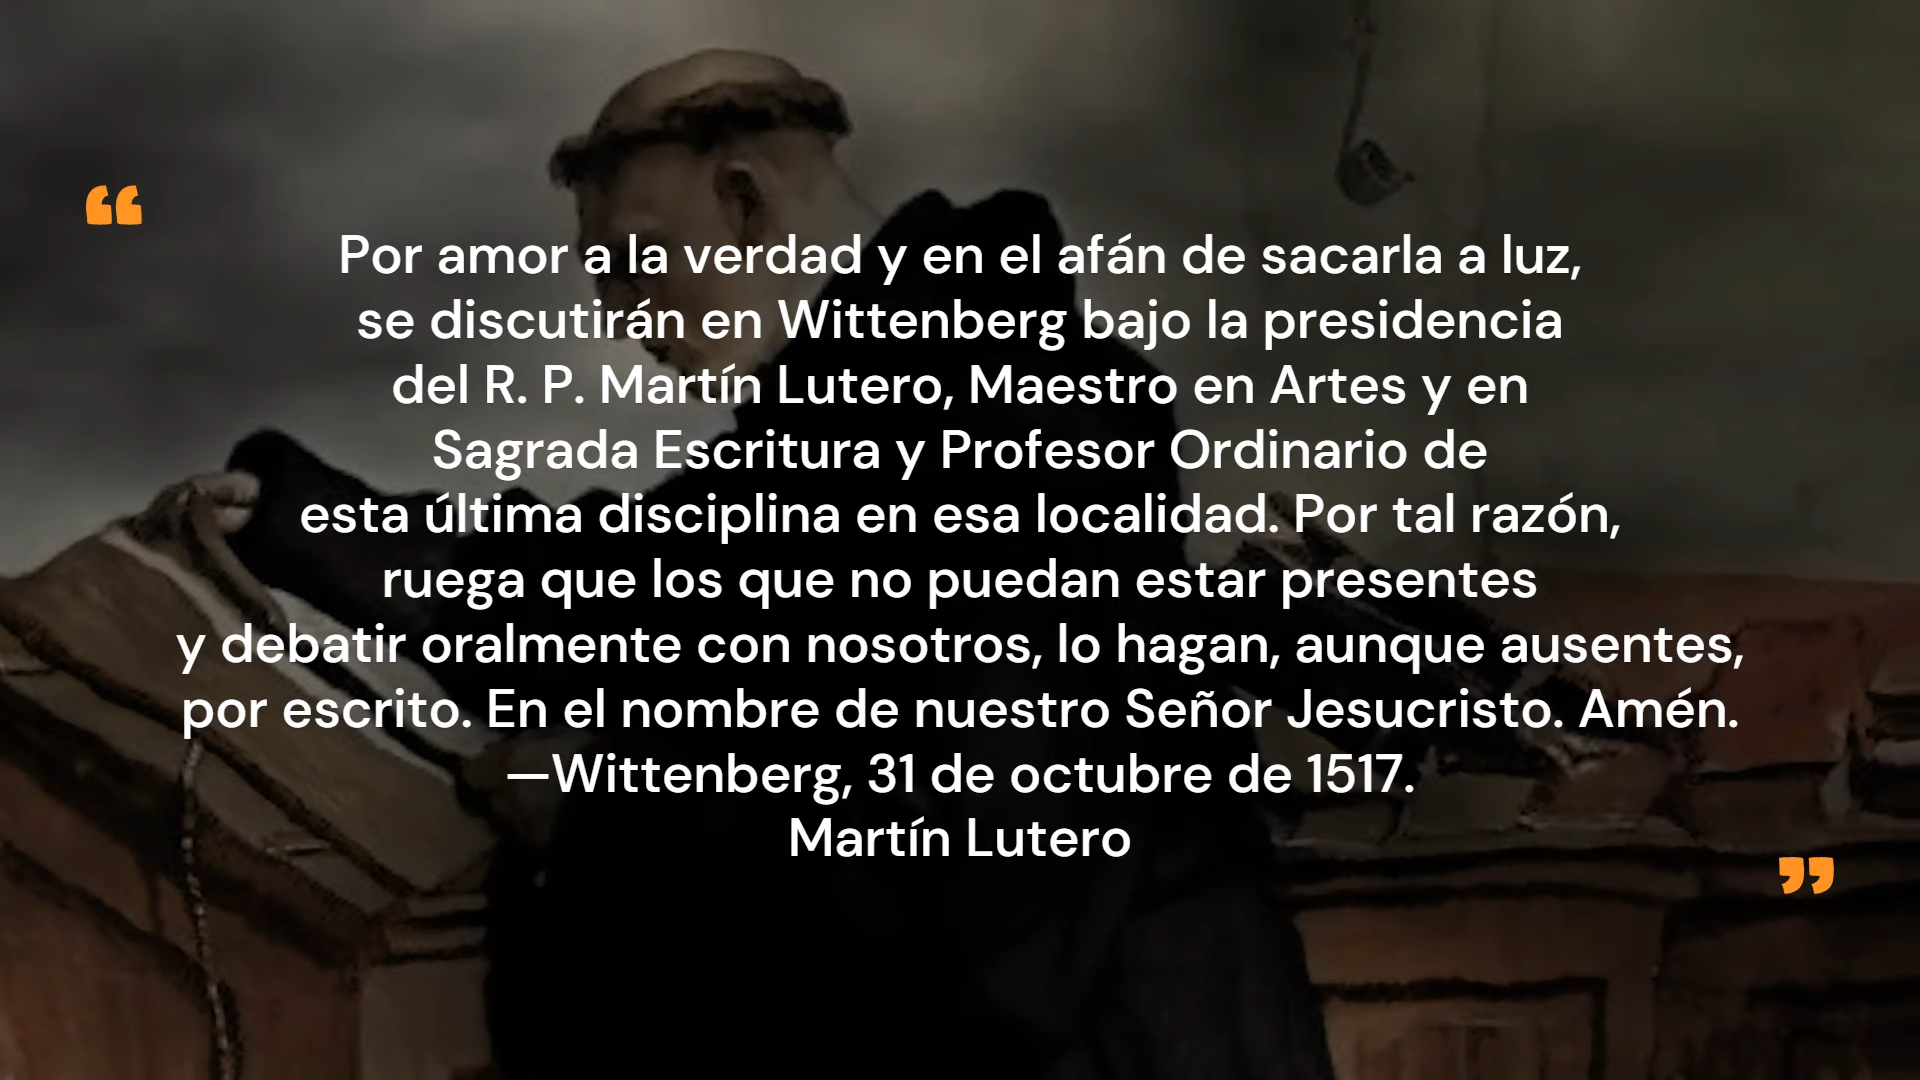 “
Por amor a la verdad y en el afán de sacarla a luz,
se discutirán en Wittenberg bajo la presidencia
del R. P. Martín Lutero, Maestro en Artes y en
Sagrada Escritura y Profesor Ordinario de
esta última disciplina en esa localidad. Por tal razón,
ruega que los que no puedan estar presentes
y debatir oralmente con nosotros, lo hagan, aunque ausentes,
por escrito. En el nombre de nuestro Señor Jesucristo. Amén.
—Wittenberg, 31 de octubre de 1517.
Martín Lutero
”